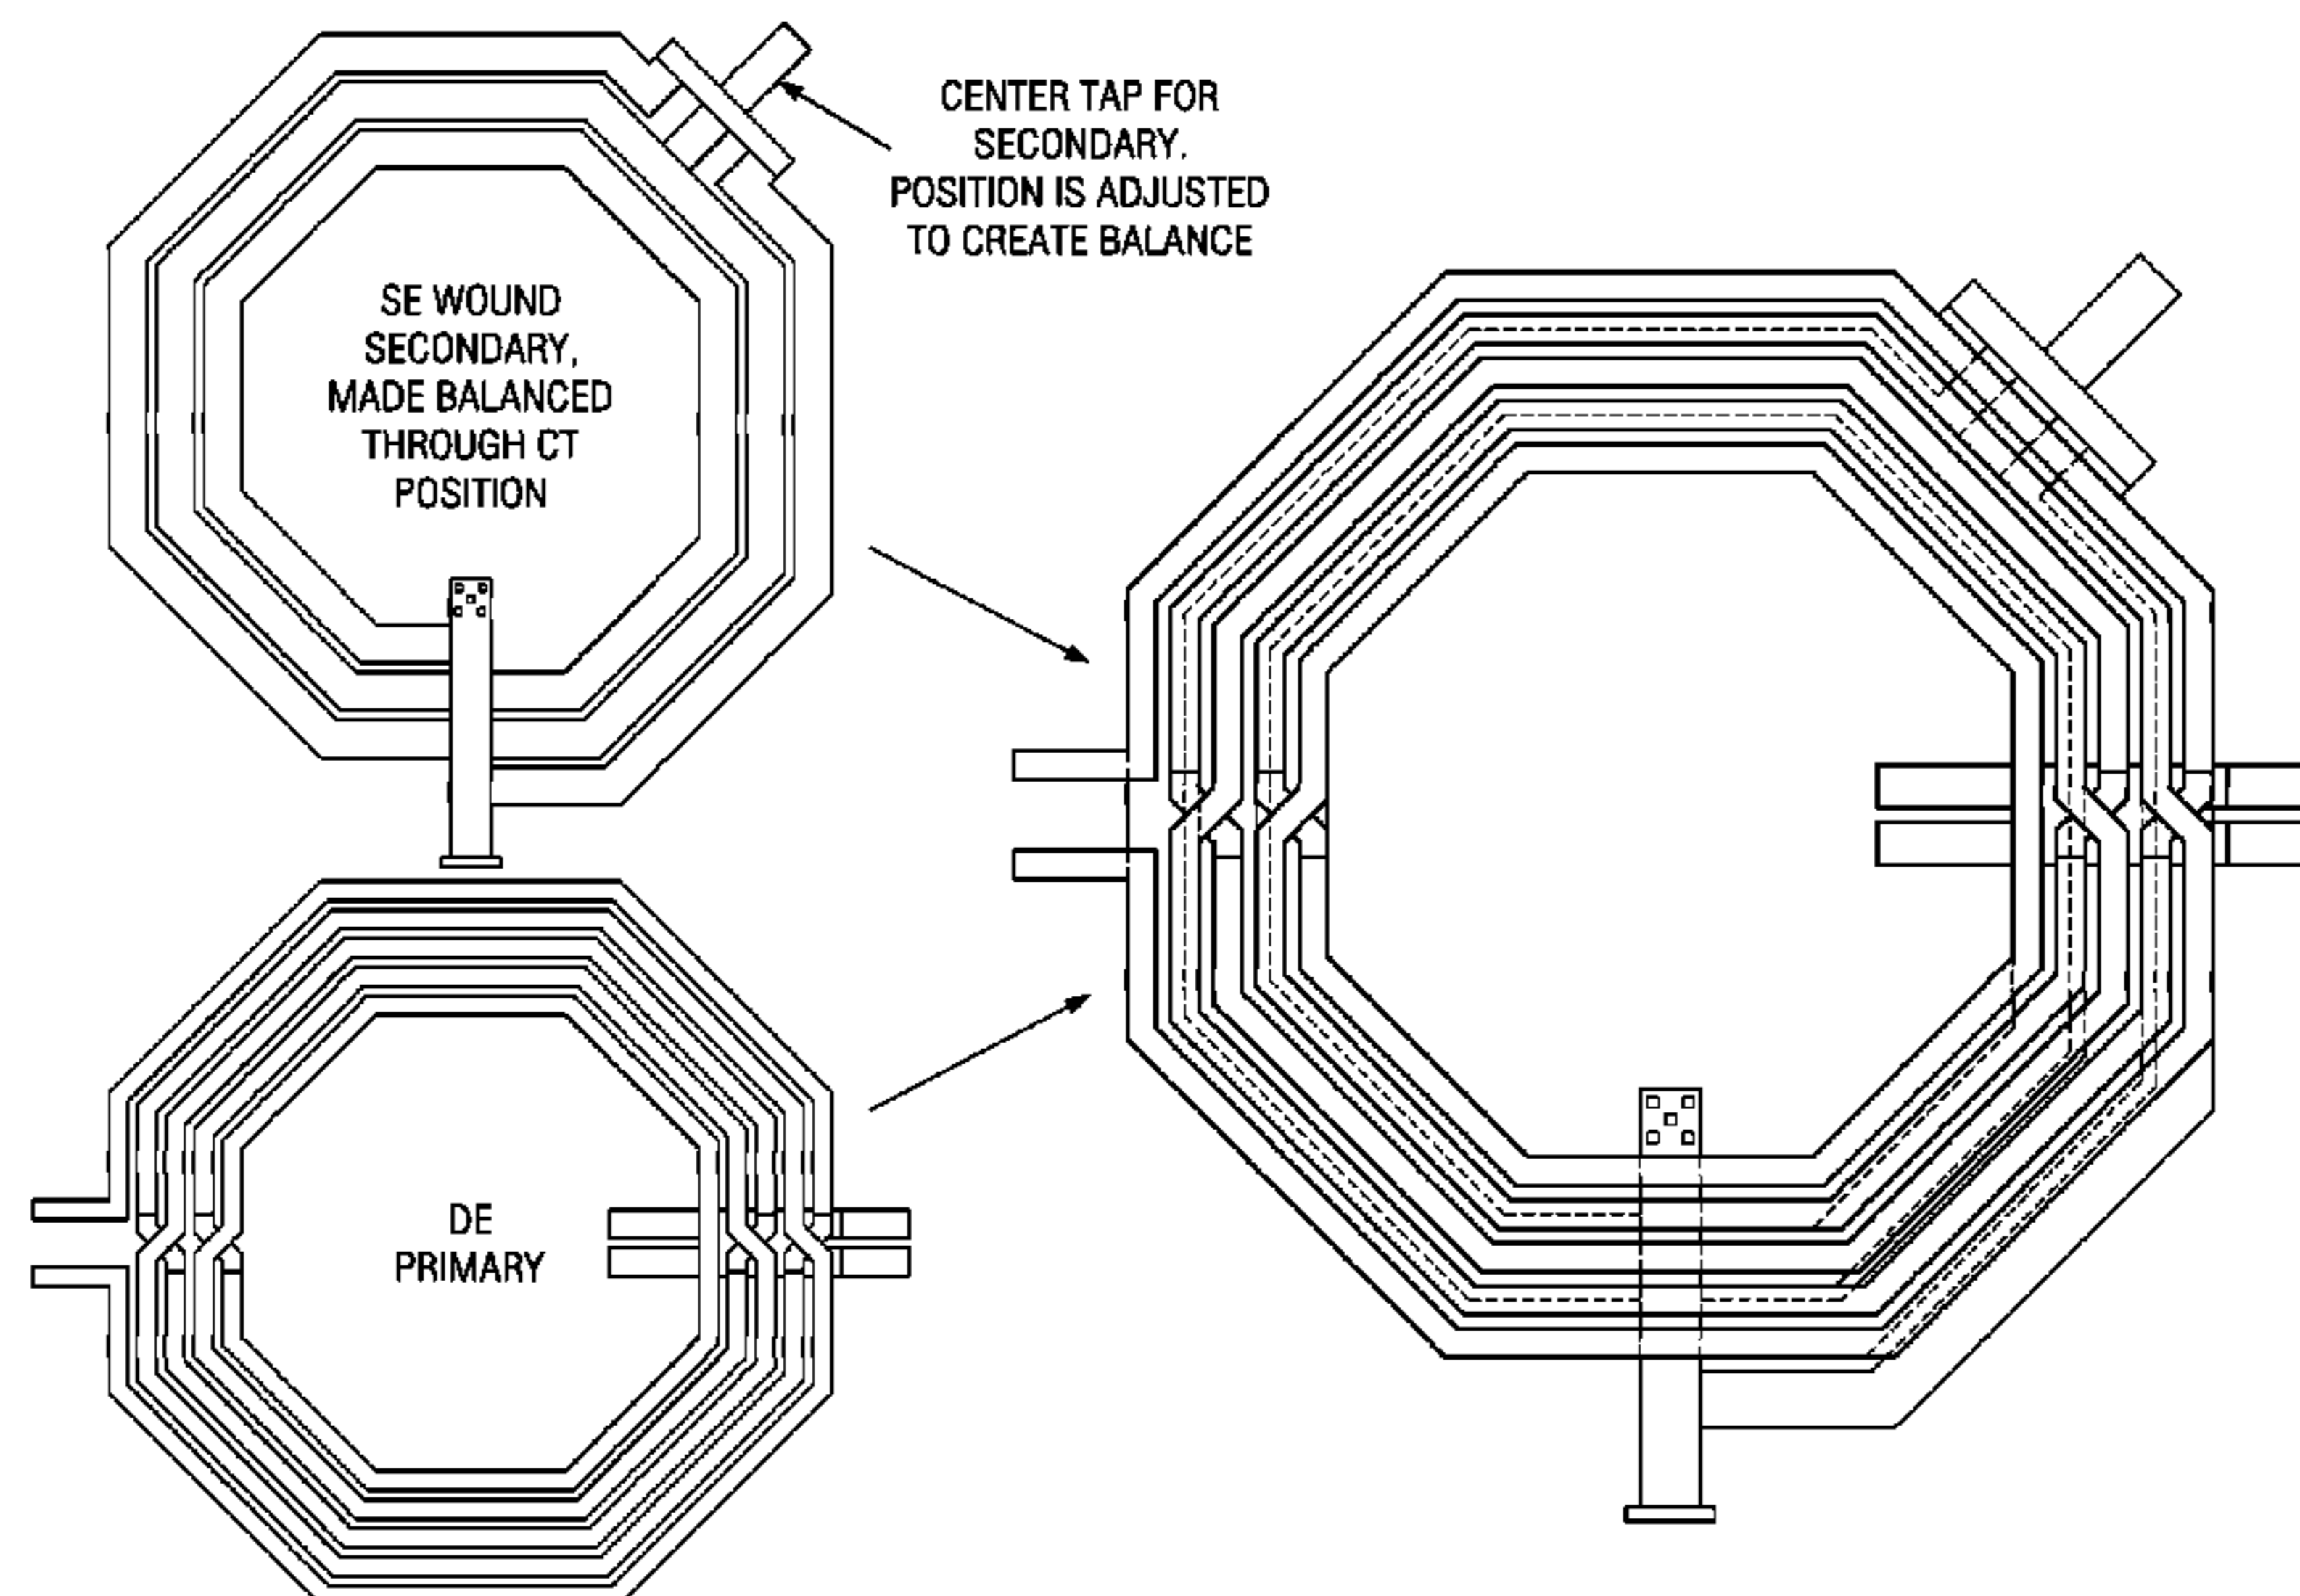 CENTER TAP FOR
SECONDARY.
POSITION IS ADJUSTED
TO CREATE BALANCE
SE WOUND
SECONDARY,
MADE BALANCED
THROUGH CT
POSITION
DE
PRIMARY